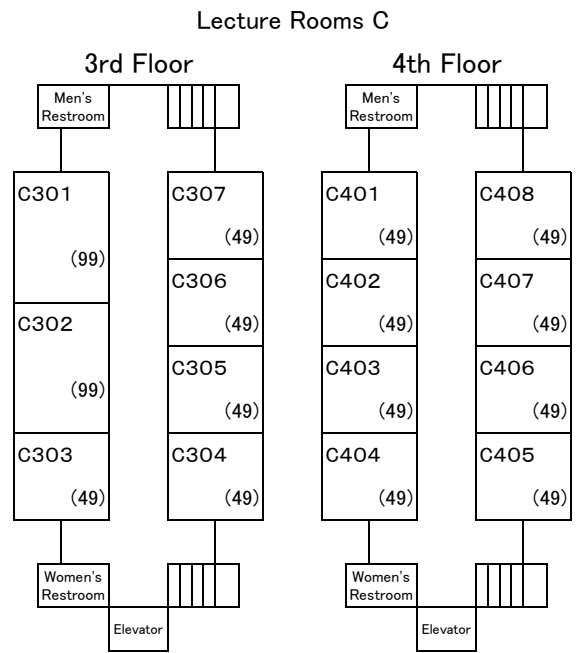 Lecture Rooms C
3rd Floor
Men's
Restroom
C301
(99)
C302
(99)
C303
(49)
C307
(49)
C306
(49)
C305
(49)
C304
(49)
Women's
Restroom
Elevator
4th Floor
Men's
Restroom
C401
(49)
C402
(49)
C403
(49)
C404
(49)
C408
(49)
C407
(49)
C406
(49)
C405
(49)
Women's
Restroom
Elevator